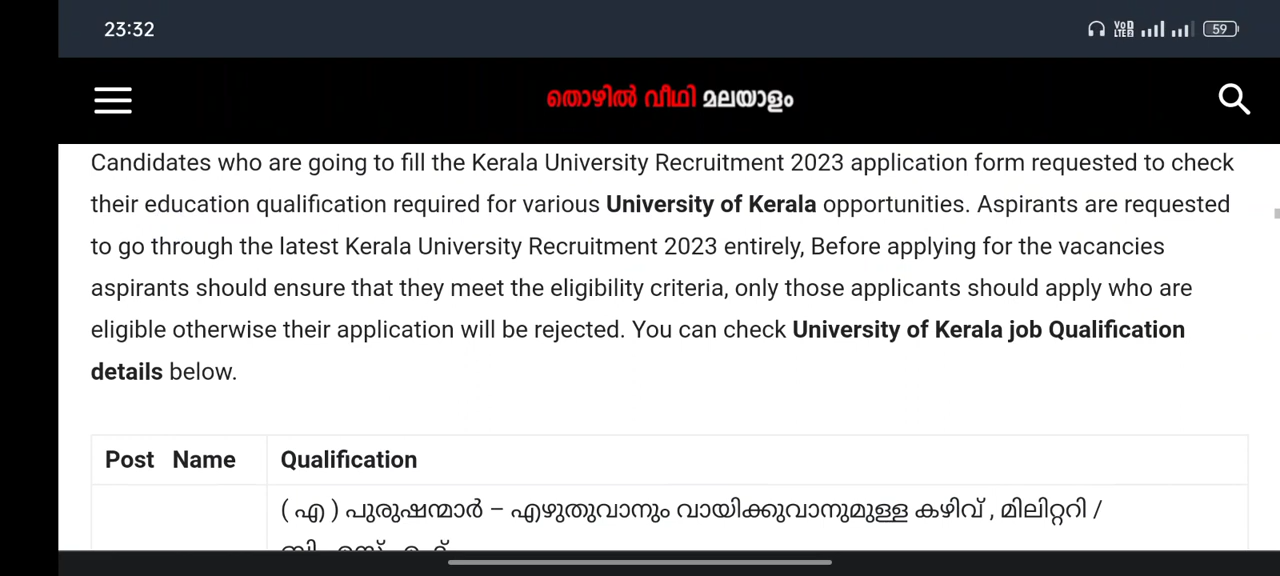 23:32
59
തൊഴിൽ വീഥി മലയാളം
Candidates who are going to fill the Kerala University Recruitment 2023 application form requested to check
their education qualification required for various University of Kerala opportunities. Aspirants are requested
to go through the latest Kerala University Recruitment 2023 entirely, Before applying for the vacancies
aspirants should ensure that they meet the eligibility criteria, only those applicants should apply who are
eligible otherwise their application will be rejected. You can check University of Kerala job Qualification
details below.
Post Name Qualification
( എ ) പുരുഷന്മാർ – എഴുതുവാനും വായിക്കുവാനുമുള്ള കഴിവ് , മിലിറ്ററി /